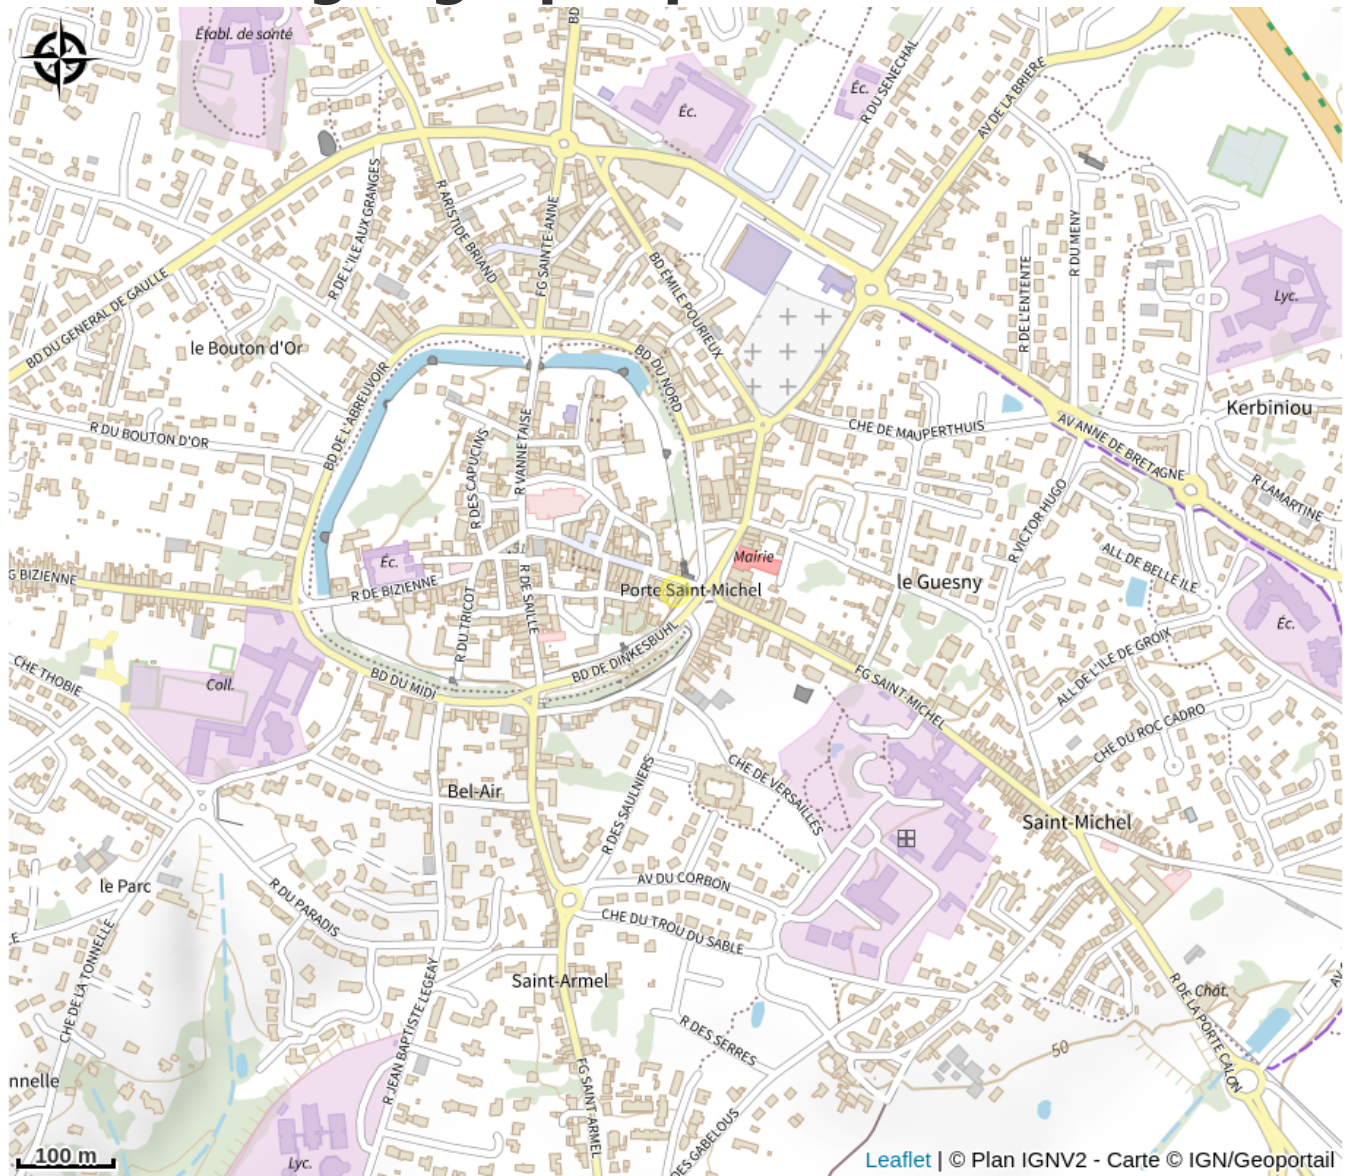 Établ. de santé
BD
R DU SENECHAL
Éc.
Éc.
AV DE LA BRIERE
R DE L'ILE AUX GRANGES
R ARISTIDE BRIAND
FG SAINTE-ANNE
BD EMILE POURIEUX
R DU MENY
R DE L'ENTENTE
Lyc.
BD DU GENERAL DE GAULLE
le Bouton d'Or
BD DU NORD
BD DE L'ABREUVOIR
Kerbiniou
R DU BOUTON D'OR
R VANNETAISE
R DES CAPUCINS
CHE DE MAUPERTHUIS
AV ANNE DE BRETAGNE
R LAMARTINE
R VICTOR HUGO
ALL DE BELLE ILE
G BIZIENNE
Éc.
R DE BIZIENNE
Mairie
Porte Saint-Michel
le Guesny
R DU TRICOT
R DE SAILLE
Éc.
BD DE DINKESBUHL
ALL DE L'ILE DE GROIX
CHE THOBIE
Coll.
BD DU MIDI
FG SAINT-MICHEL
CHE DU ROC CADRO
CHE DE VERSAILLES
R DES SAULNIERS
Bel-Air
Saint-Michel
le Parc
R DU PARADIS
AV DU CORBON
CHE DU TROU DU SABLE
E
CHE DE LA TONNELLE
Saint-Armel
R JEAN BAPTISTE LEGEAY
Chât.
R DE LA PORTE CALON
AV
R DES SERRES
50
nnelle
FG SAINT-ARMEL
DES GABELOUS
100 m
Lyc.
Leaflet | © Plan IGNV2 - Carte © IGN/Geoportail